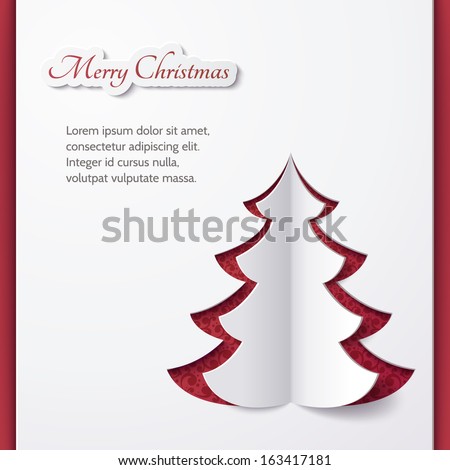 Merry Christmas
Lorem ipsum dolor sit amet,
consectetur adipiscing elit.
Integer id cursus nulla,
volutpat vulputate massa.
shutterstock
www.shutterstock.com · 163417181